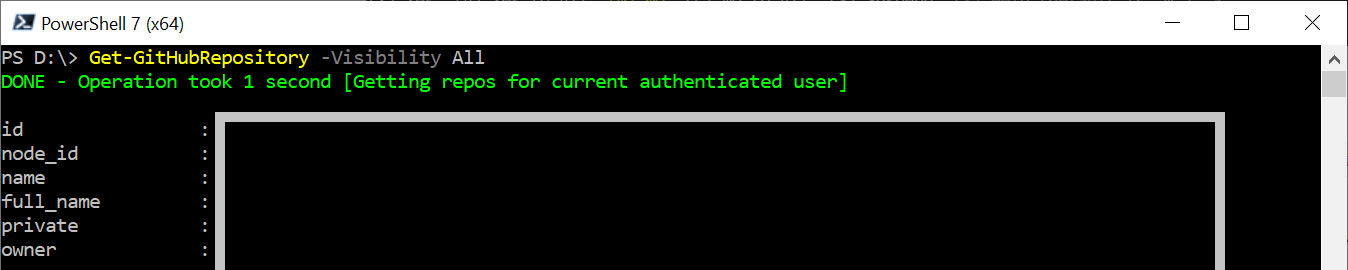 PowerShell 7 (x64)
PS D:\> Get-GitHubRepository -Visibility All
DONE - Operation took 1 second [Getting repos for current authenticated user]
id :
node_id :
name :
full_name :
private :
owner :